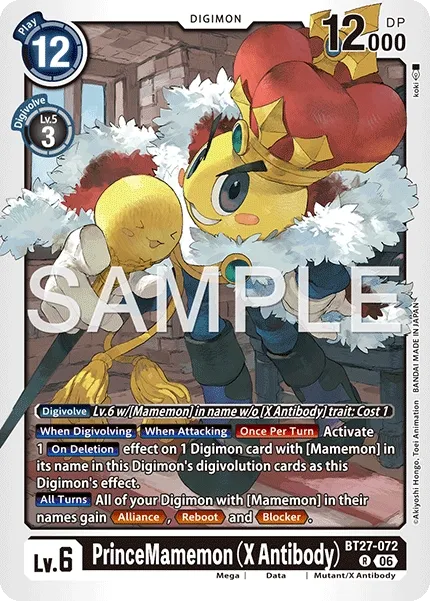 Play
12
DIGIMON
12000 DP
Digivolve
Lv.5
3
koki
SAMPLE
©Akiyoshi Hongo, Toei Animation BANDAI MADE IN JAPAN
Digivolve Lv.6 w/[Mamemon] in name w/o [X Antibody] trait: Cost 1
When Digivolving When Attacking Once Per Turn Activate
1 On Deletion effect on 1 Digimon card with [Mamemon] in
its name in this Digimon's digivolution cards as this
Digimon's effect.
All Turns All of your Digimon with [Mamemon] in their
names gain Alliance, Reboot and Blocker.
Lv.6 PrinceMamemon (X Antibody) BT27-072
R 06
Mega | Data | Mutant/X Antibody